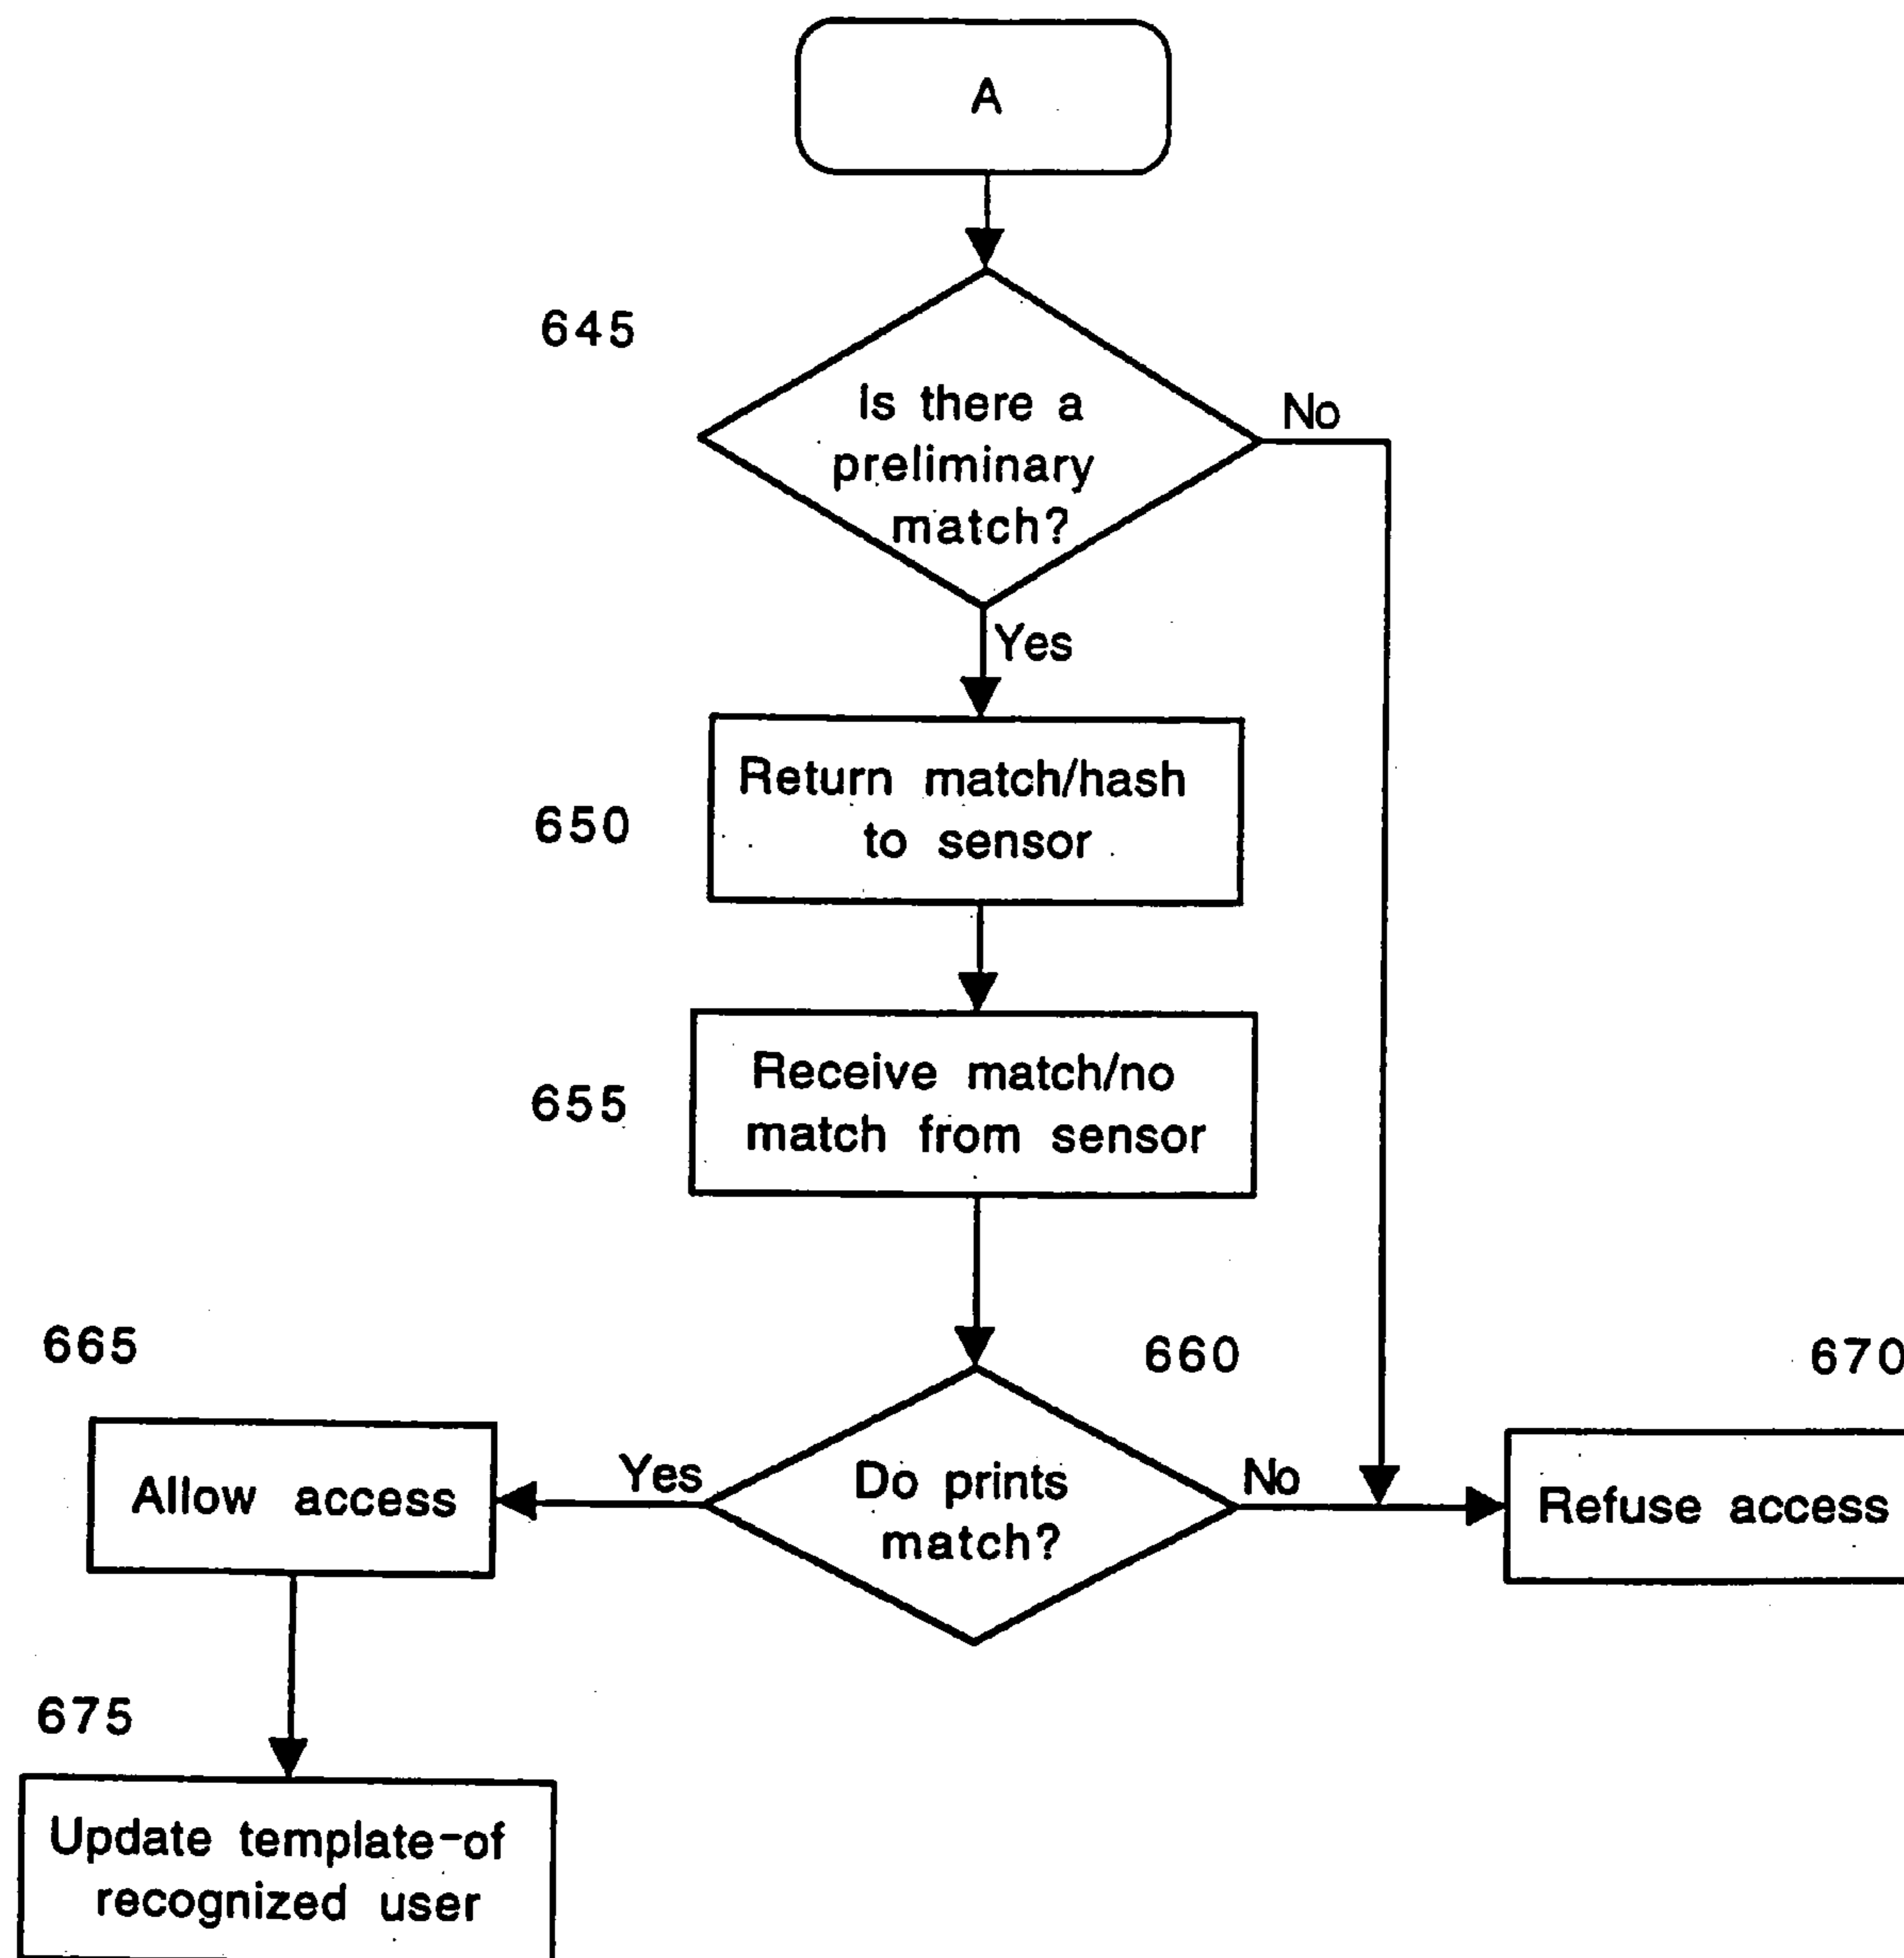 A
645
Is there a
preliminary
match?
No
Yes
650
Return match/hash
to sensor
655
Receive match/no
match from sensor
665
660
670
Allow access
Yes
Do prints
match?
No
Refuse access
675
Update template-of
recognized user